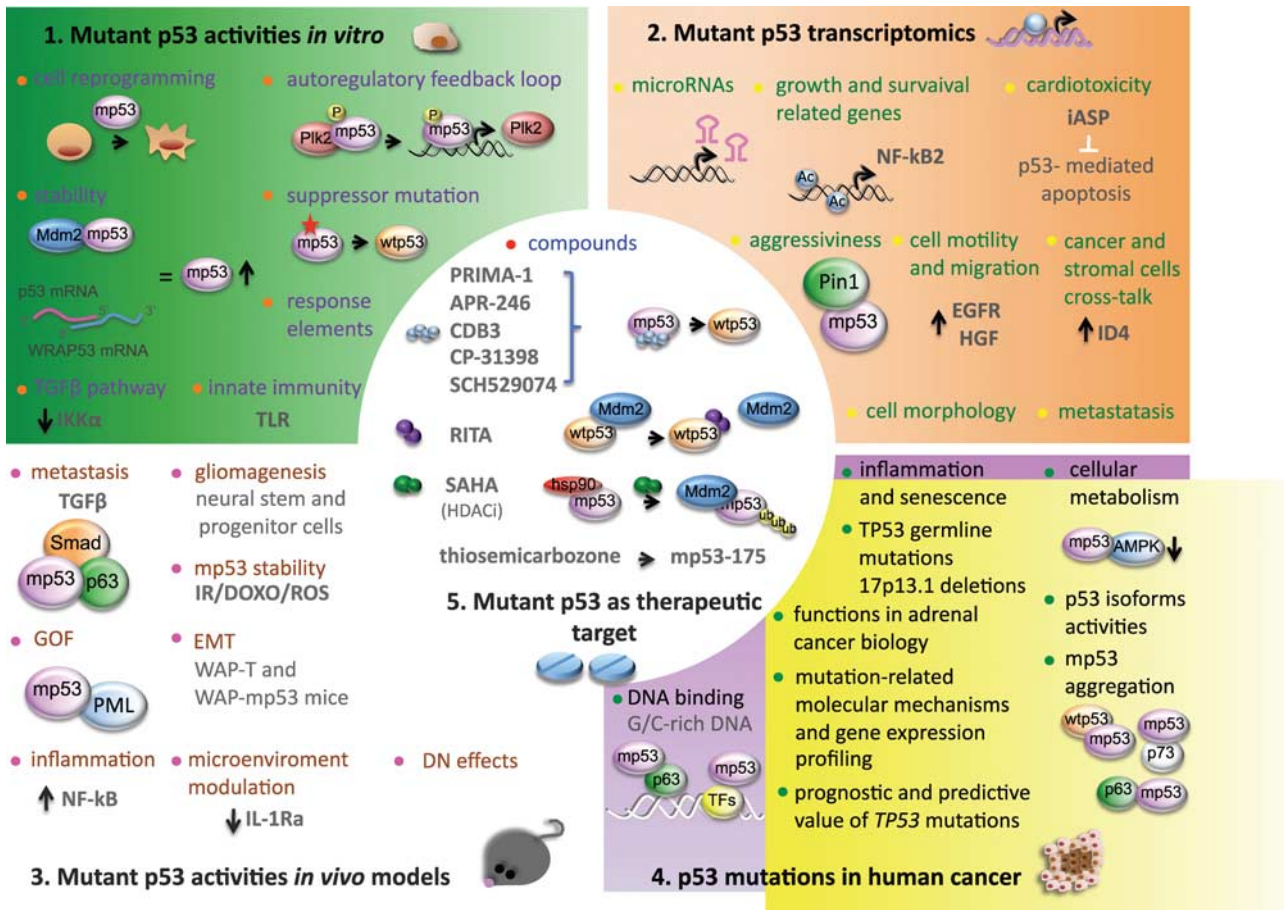 1. Mutant p53 activities in vitro
cell reprogramming
mp53
autoregulatory feedback loop
P
Plk2
mp53
P
mp53
Plk2
stability
Mdm2
mp53
p53 mRNA
5'
3'
5'
3'
WRAP53 mRNA
=
mp53
suppressor mutation
mp53
wtp53
response
elements
TGFβ pathway
IKKα
innate immunity
TLR
2. Mutant p53 transcriptomics
microRNAs
growth and survaival
related genes
Ac
Ac
NF-kB2
cardiotoxicity
iASP
p53- mediated
apoptosis
aggressiviness
Pin1
mp53
cell motility
and migration
EGFR
HGF
cancer and
stromal cells
cross-talk
ID4
cell morphology
metastatasis
compounds
PRIMA-1
APR-246
CDB3
CP-31398
SCH529074
mp53
wtp53
RITA
Mdm2
wtp53
wtp53
Mdm2
SAHA
(HDACi)
hsp90
mp53
Mdm2
mp53
ub
ub
ub
thiosemicarbozone
mp53-175
5. Mutant p53 as therapeutic
target
metastasis
TGFβ
Smad
mp53
p63
gliomagenesis
neural stem and
progenitor cells
mp53 stability
IR/DOXO/ROS
GOF
mp53
PML
EMT
WAP-T and
WAP-mp53 mice
inflammation
NF-kB
microenviroment
modulation
IL-1Ra
DN effects
3. Mutant p53 activities in vivo models
DNA binding
G/C-rich DNA
mp53
p63
mp53
TFs
inflammation
and senescence
TP53 germline
mutations
17p13.1 deletions
functions in adrenal
cancer biology
mutation-related
molecular mechanisms
and gene expression
profiling
prognostic and predictive
value of TP53 mutations
cellular
metabolism
mp53
AMPK
p53 isoforms
activities
mp53
aggregation
wtp53
mp53
mp53
p73
p63
mp53
4. p53 mutations in human cancer